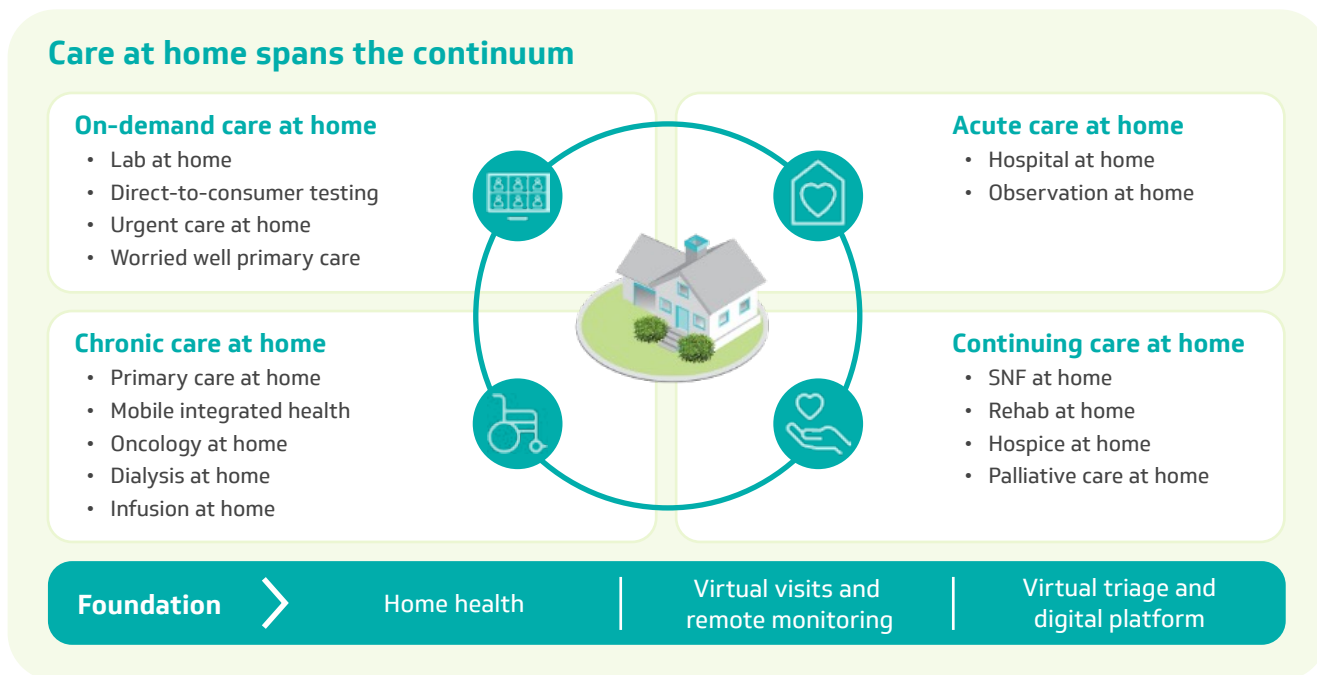 Care at home spans the continuum
On-demand care at home
• Lab at home
• Direct-to-consumer testing
• Urgent care at home
• Worried well primary care
Acute care at home
• Hospital at home
• Observation at home
Chronic care at home
• Primary care at home
• Mobile integrated health
• Oncology at home
• Dialysis at home
• Infusion at home
Continuing care at home
• SNF at home
• Rehab at home
• Hospice at home
• Palliative care at home
Foundation
Home health
Virtual visits and
remote monitoring
Virtual triage and
digital platform